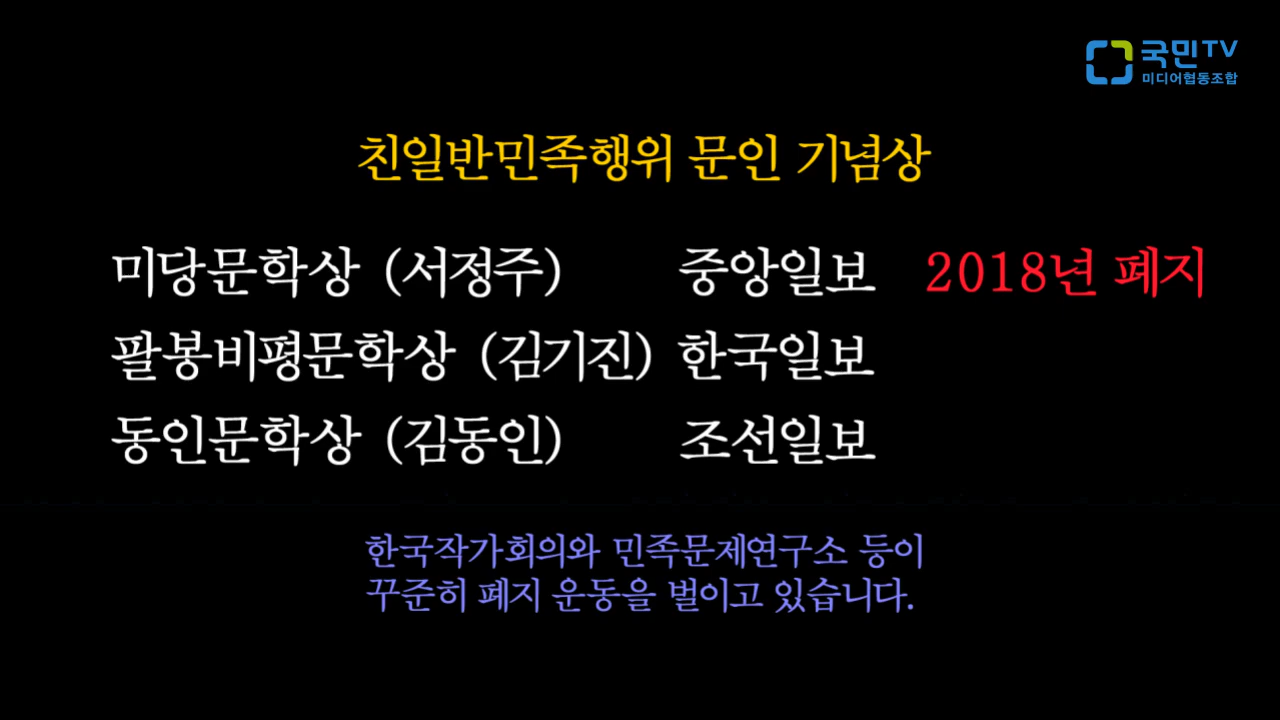 국민TV
미디어협동조합
친일반민족행위 문인 기념상
미당문학상 (서정주) 중앙일보 2018년 폐지
팔봉비평문학상 (김기진) 한국일보
동인문학상 (김동인) 조선일보
한국작가회의와 민족문제연구소 등이
꾸준히 폐지 운동을 벌이고 있습니다.